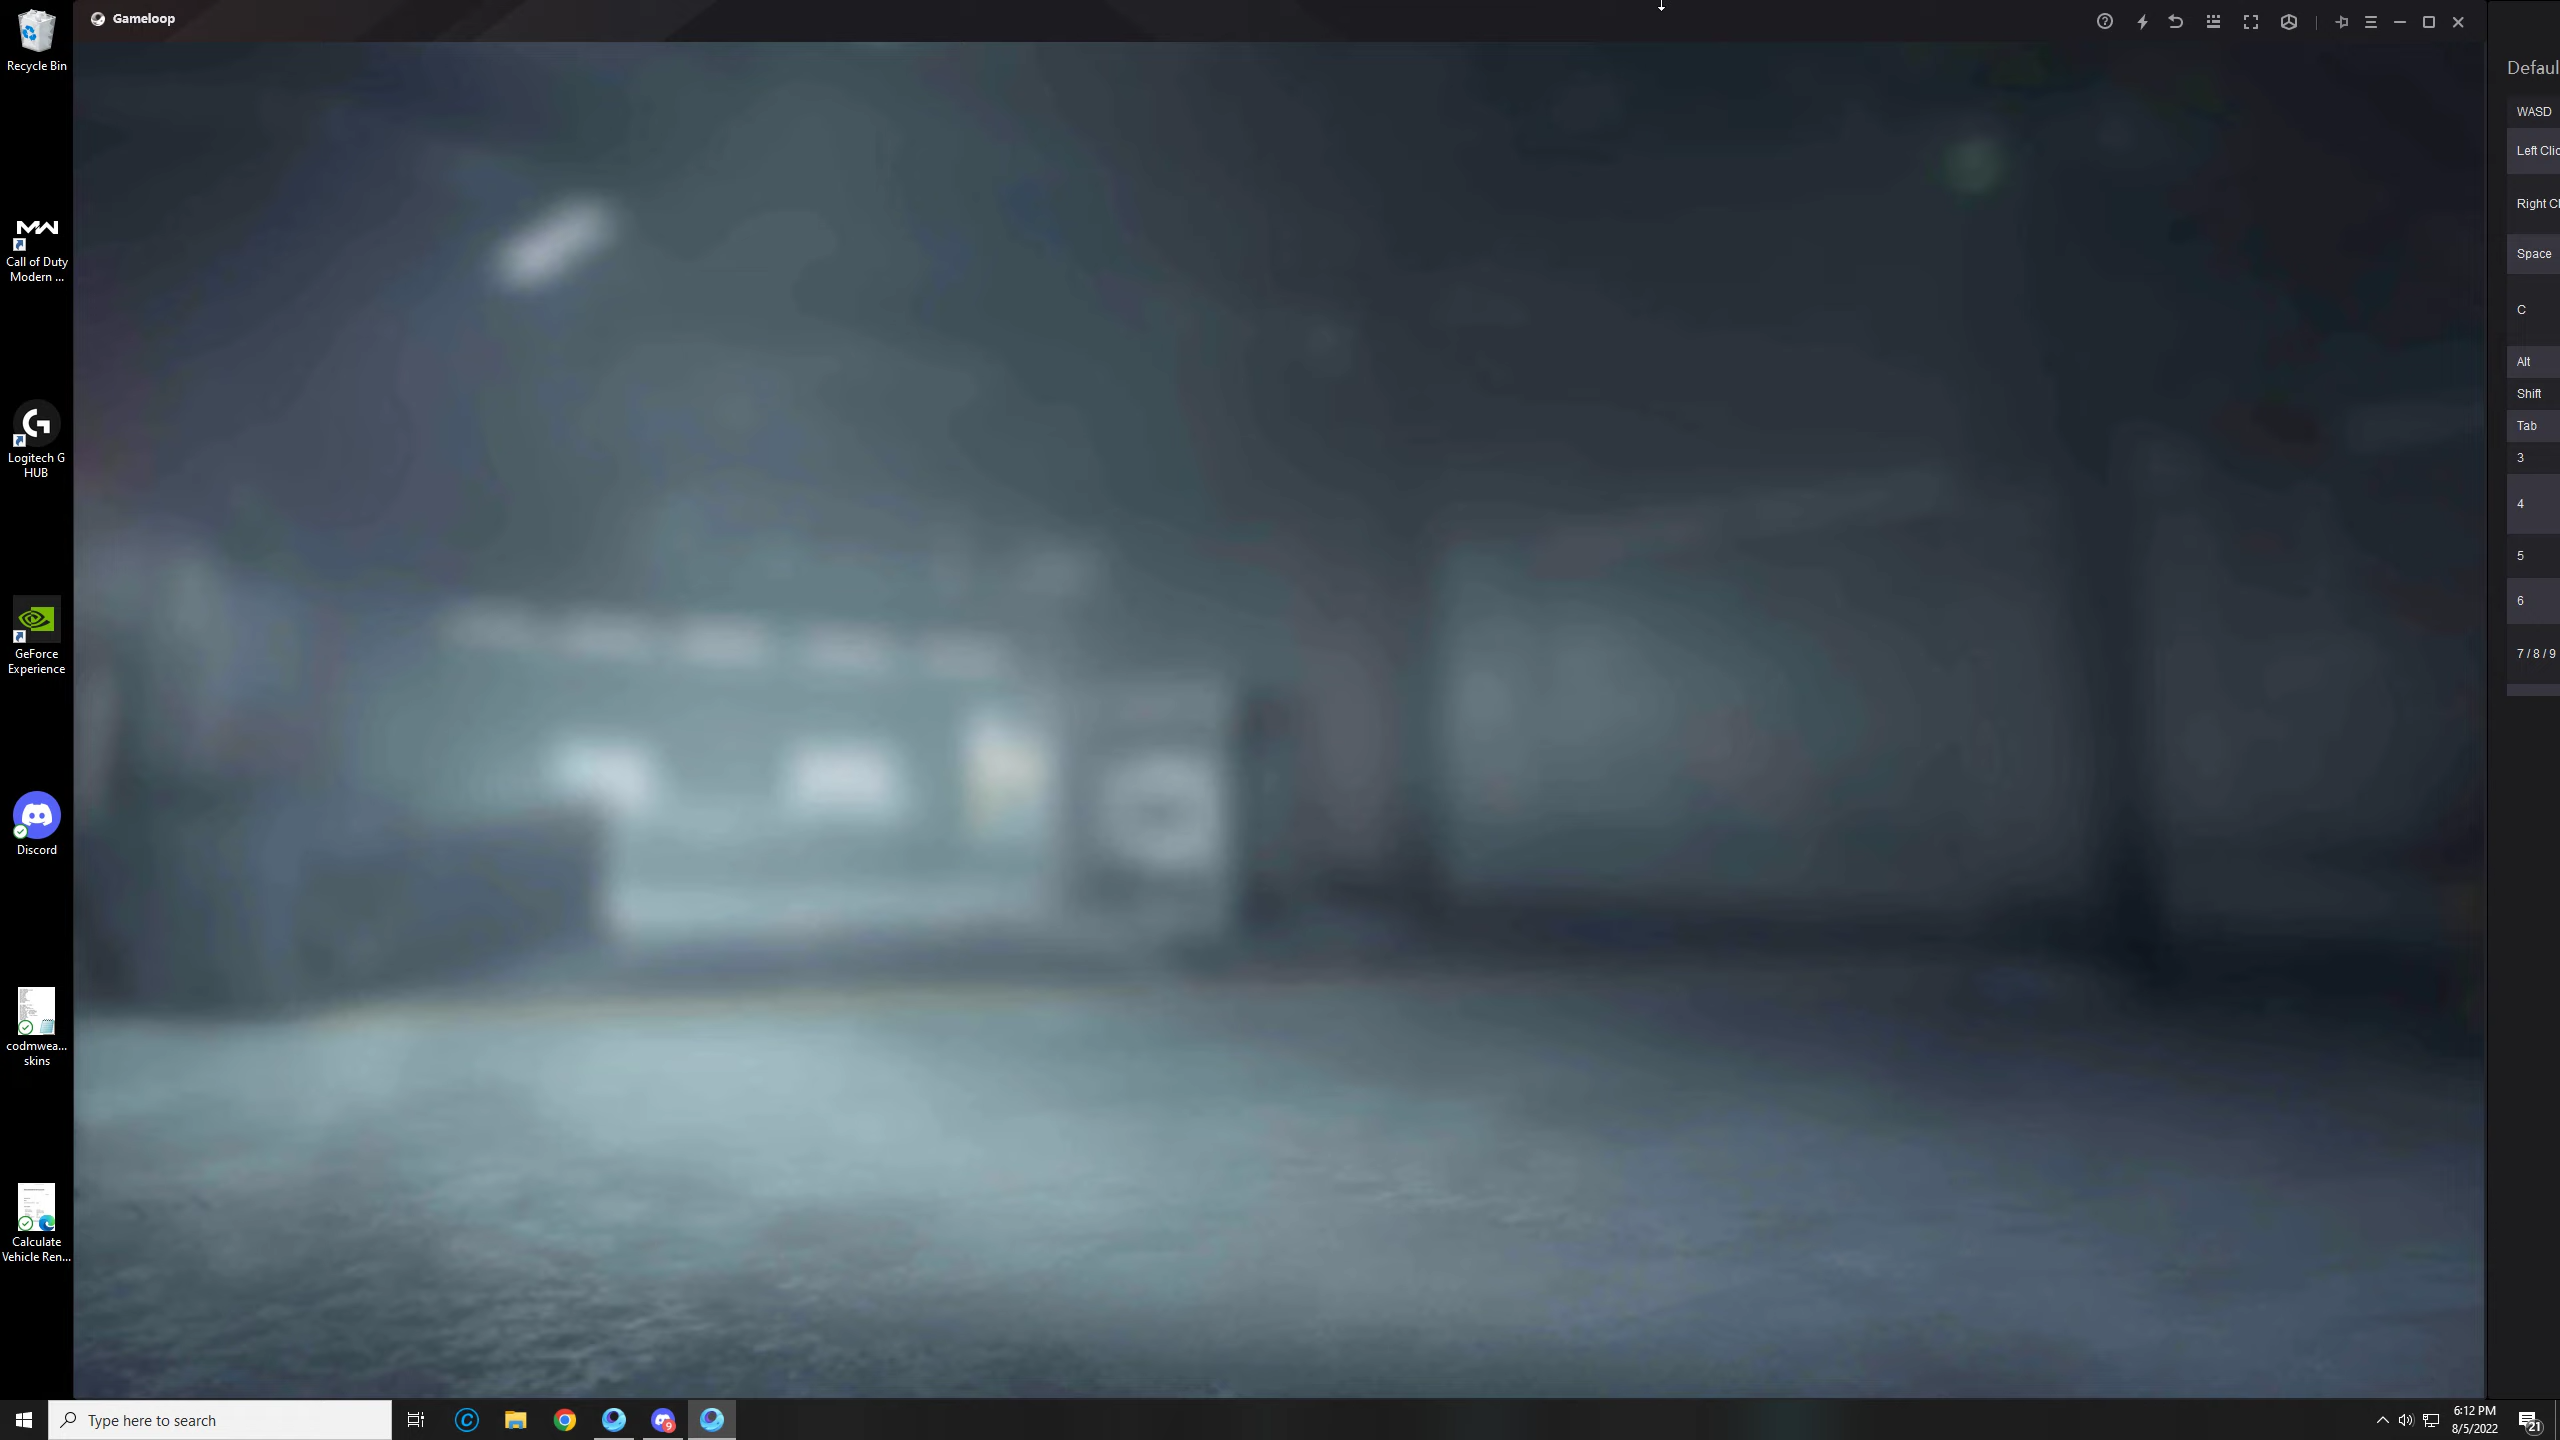 Gameloop
Recycle Bin
Call of Duty
Modern ...
Logitech G
HUB
GeForce
Experience
Discord
codmwea...
skins
Calculate
Vehicle Ren...
Defaul
WASD
Left Clic
Right Cl
Space
C
Alt
Shift
Tab
3
4
5
6
7 / 8 / 9
Type here to search
9
6:12 PM
8/5/2022
21